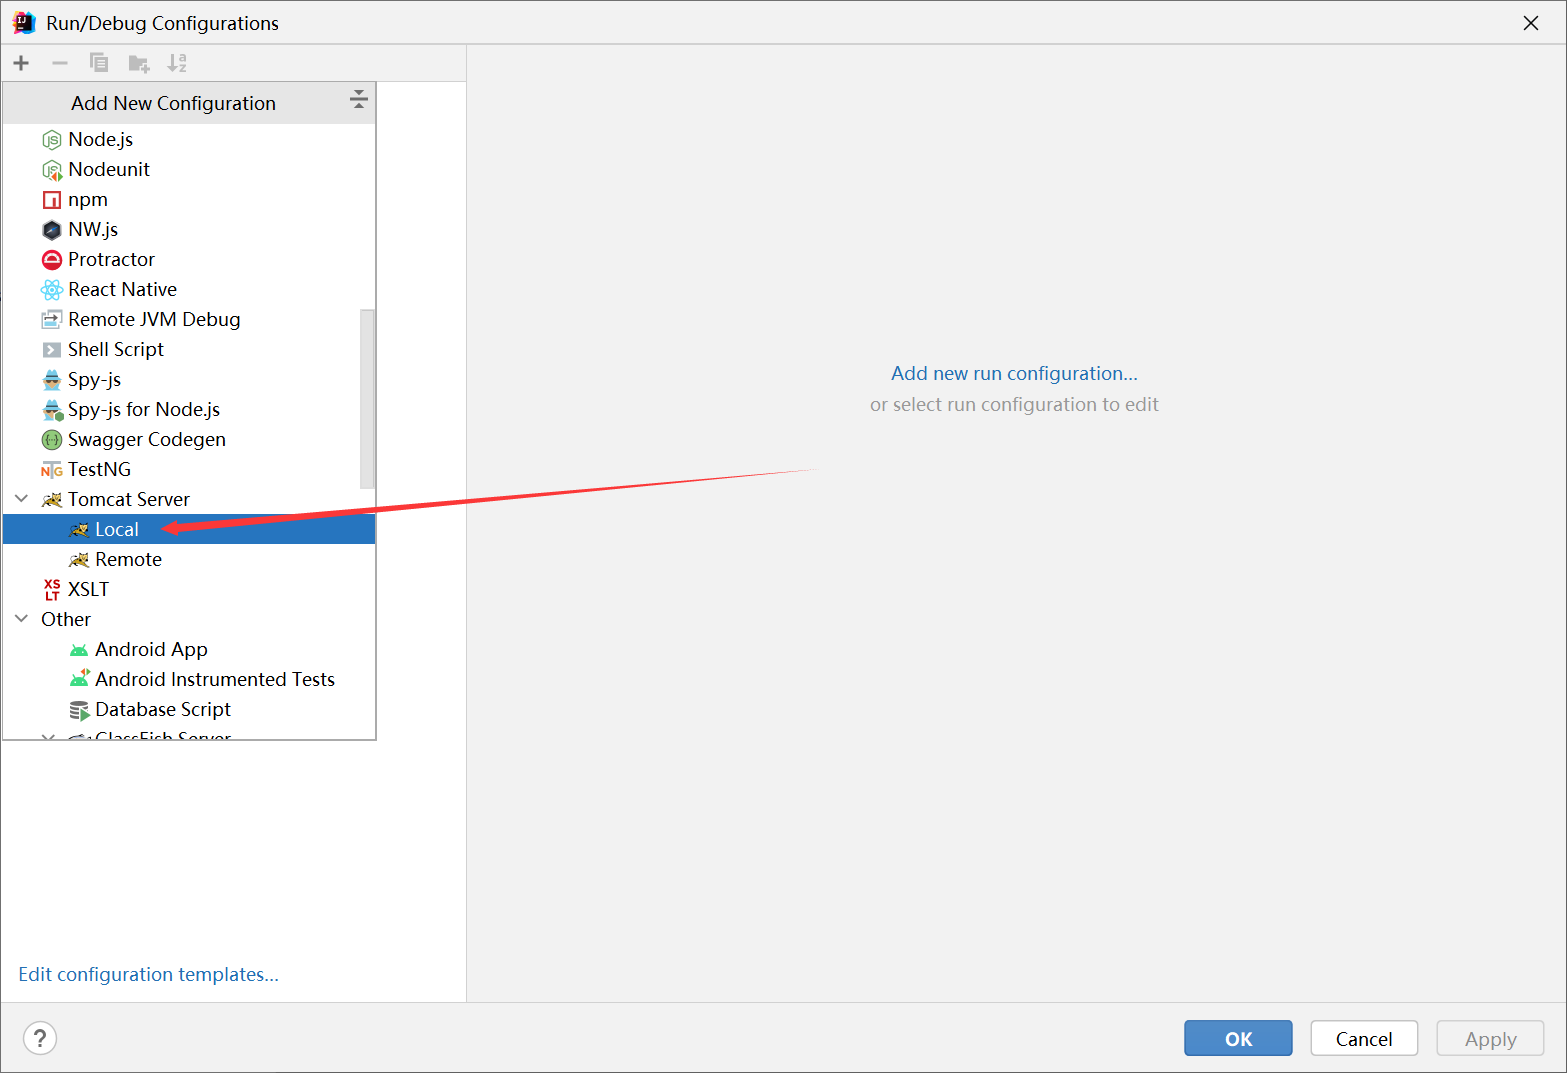 Run/Debug Configurations
Add New Configuration
Node.js
Nodeunit
npm
NW.js
Protractor
React Native
Remote JVM Debug
Shell Script
Spy-js
Spy-js for Node.js
Swagger Codegen
TestNG
Tomcat Server
Local
Remote
XSLT
Other
Android App
Android Instrumented Tests
Database Script
GlassFish Server
Add new run configuration...
or select run configuration to edit
Edit configuration templates...
?
OK
Cancel
Apply